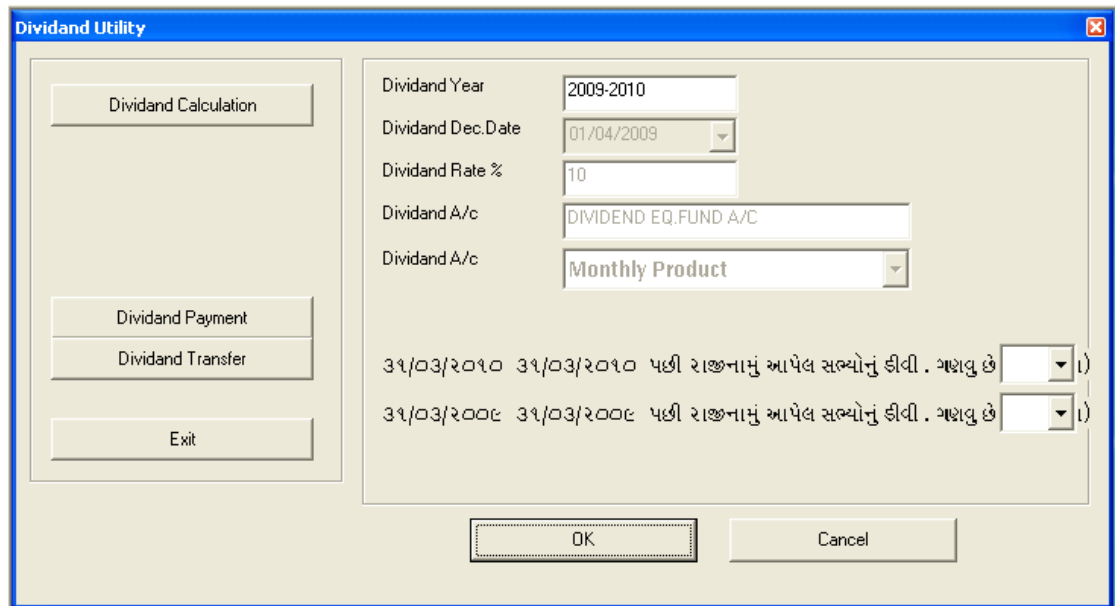 Dividand Utility
Dividand Calculation
Dividand Payment
Dividand Transfer
Exit
Dividand Year 2009-2010
Dividand Dec.Date 01/04/2009
Dividand Rate % 10
Dividand A/c DIVIDEND EQ.FUND A/C
Dividand A/c Monthly Product
૩૧/૦૩/૨૦૧૦ ૩૧/૦૩/૨૦૧૦ પછી રાજીનામું આપેલ સભ્યોનું ડીવી . ગણવુ છે
૩૧/૦૩/૨૦૦૯ ૩૧/૦૩/૨૦૦૯ પછી રાજીનામું આપેલ સભ્યોનું ડીવી . ગણવુ છે
OK Cancel